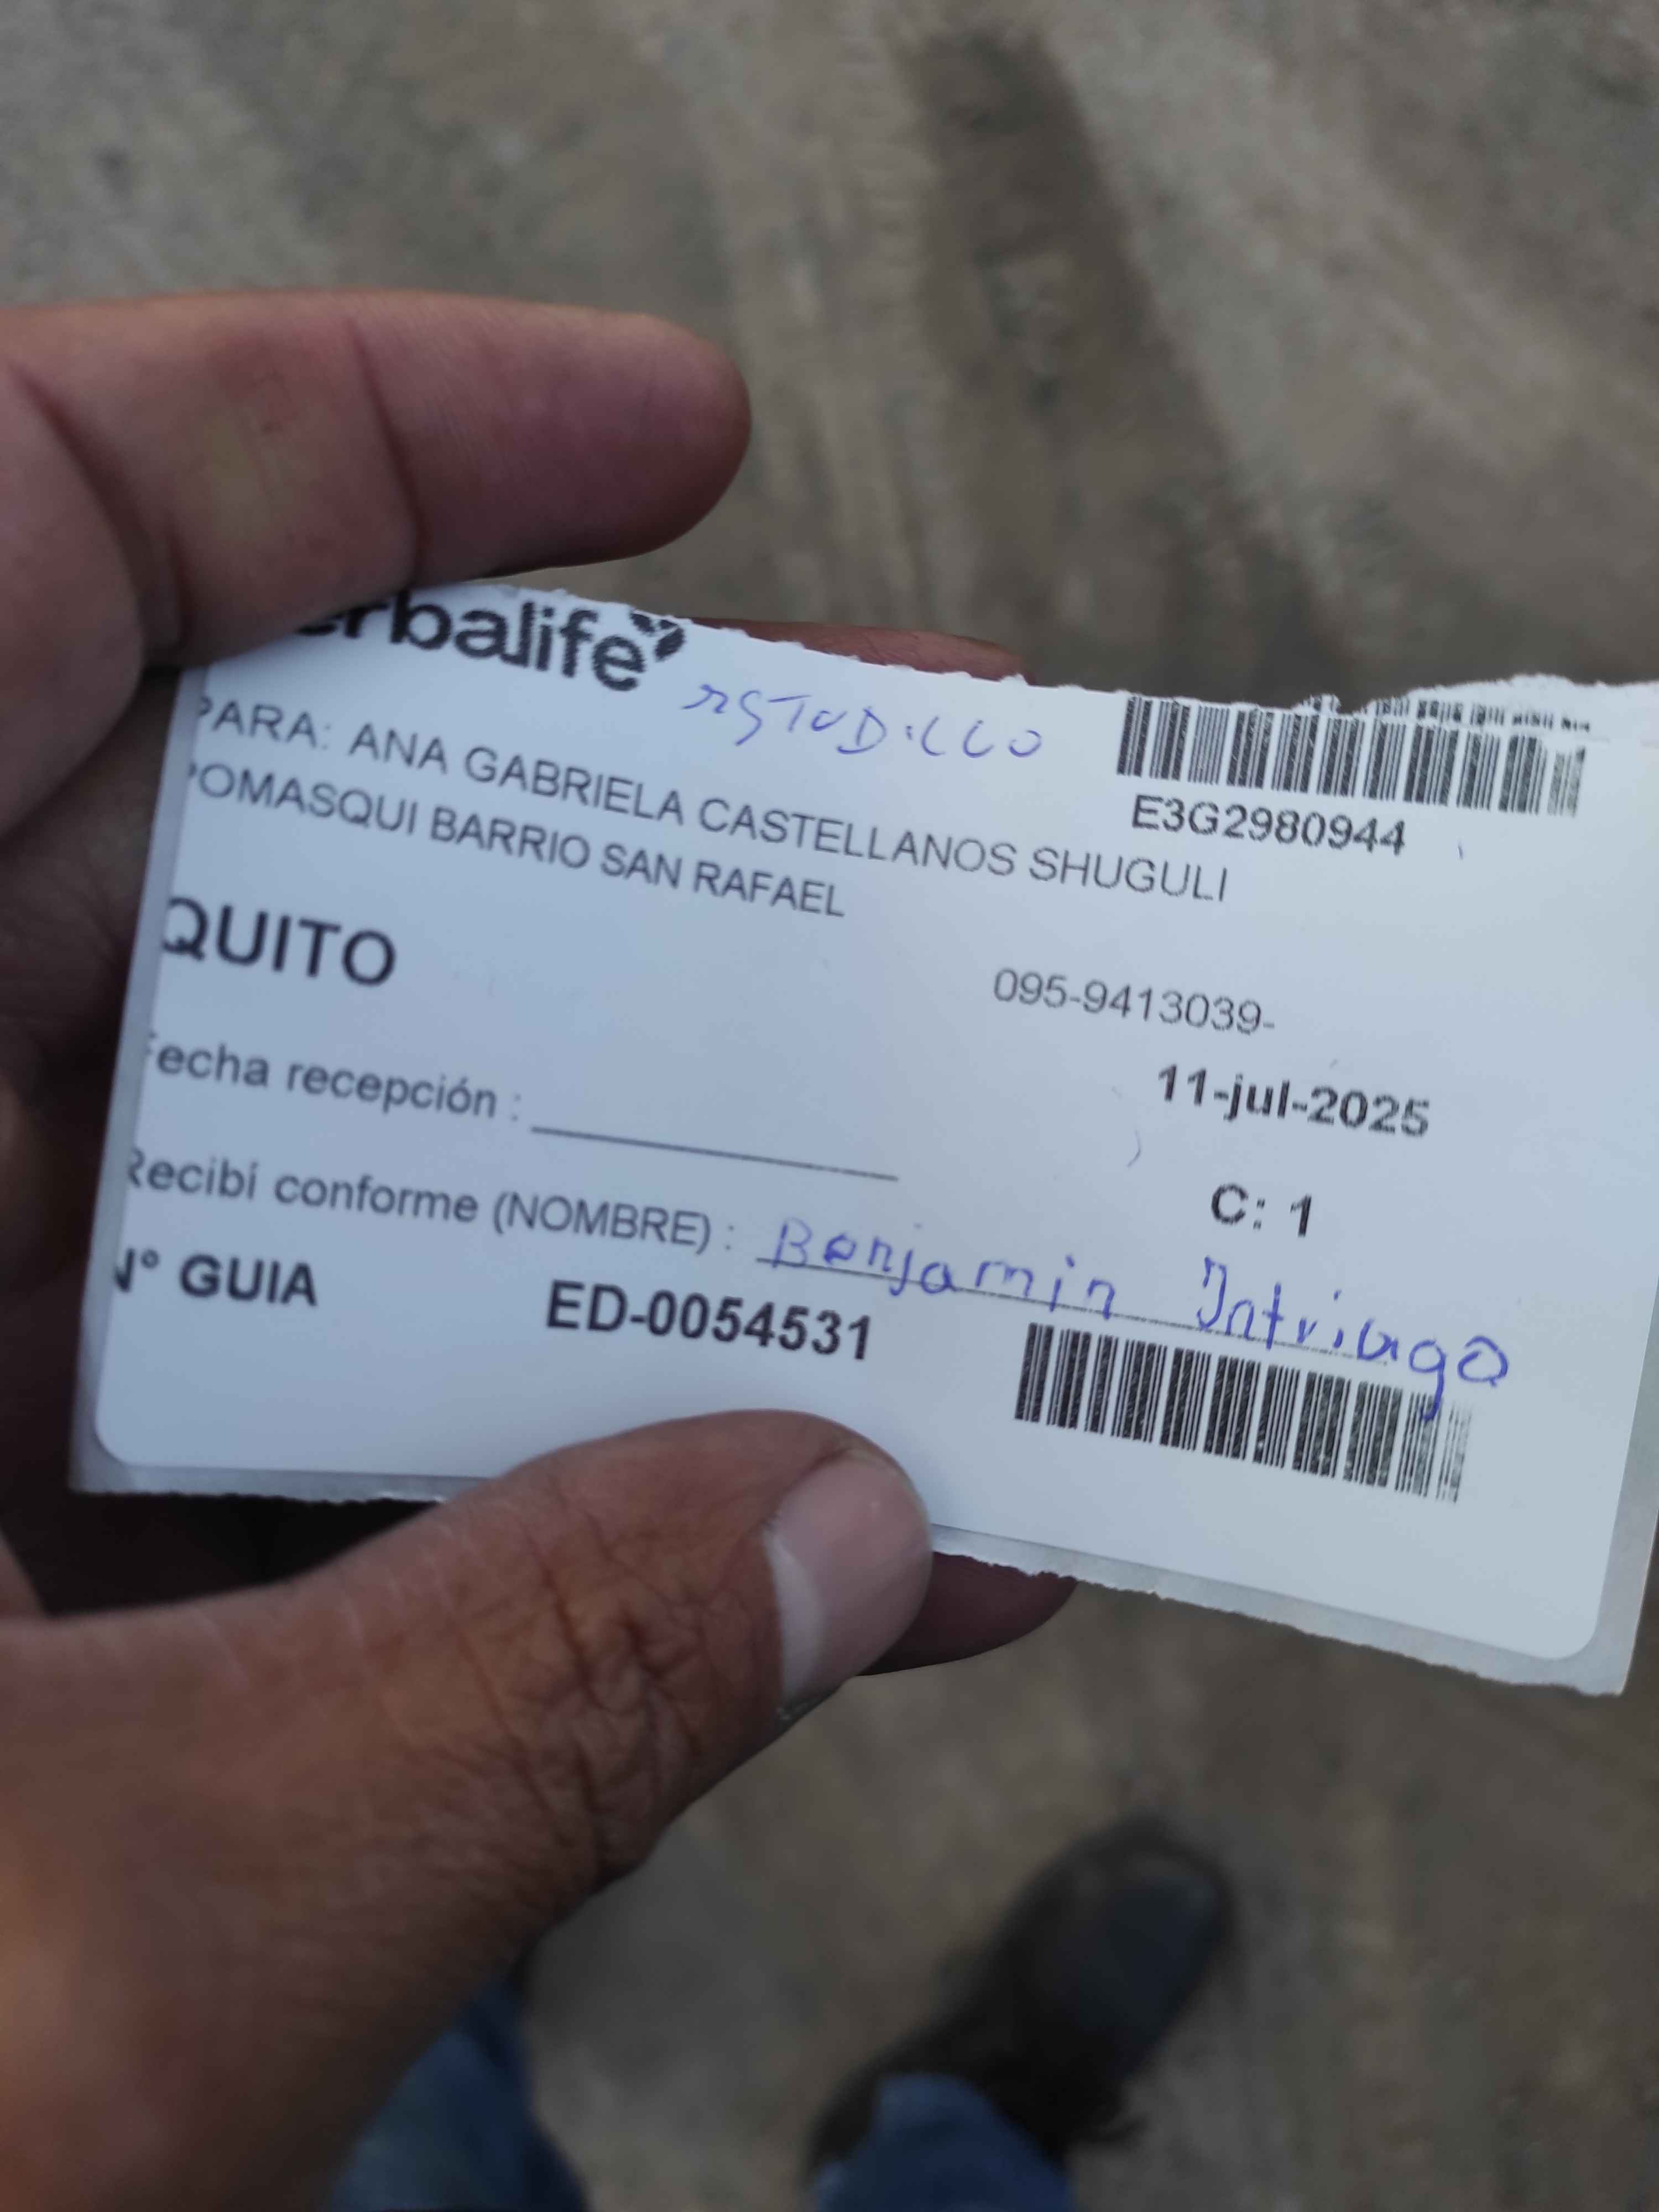 erbalife
E3G2980944
PARA: ANA GABRIELA CASTELLANOS SHUGULI
POMASQUI BARRIO SAN RAFAEL
QUITO
095-9413039-
11-jul-2025
Fecha recepción :
C: 1
Recibí conforme (NOMBRE) : Benjamin Intriago
N° GUIA ED-0054531